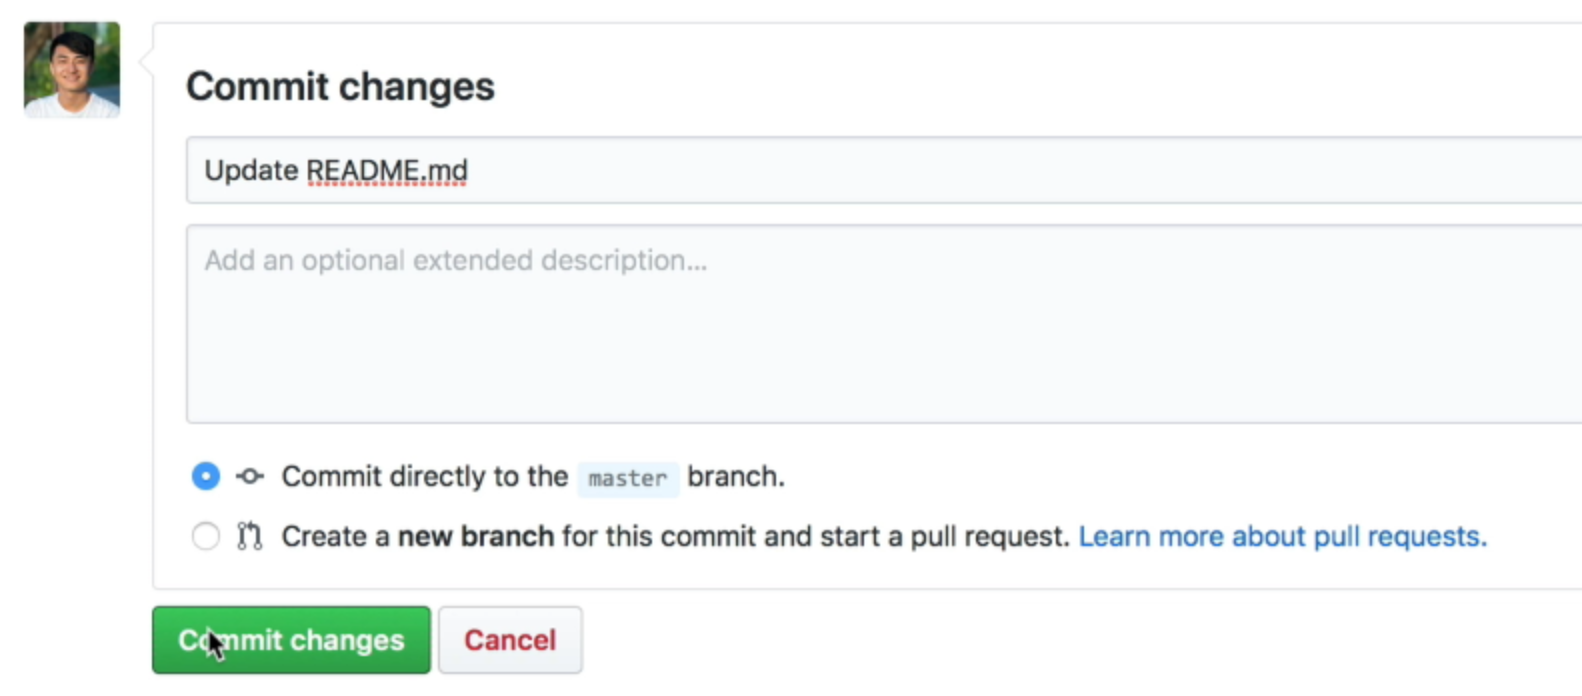 Commit changes
Update README.md
Add an optional extended description...
Commit directly to the master branch.
Create a new branch for this commit and start a pull request. Learn more about pull requests.
Commit changes
Cancel